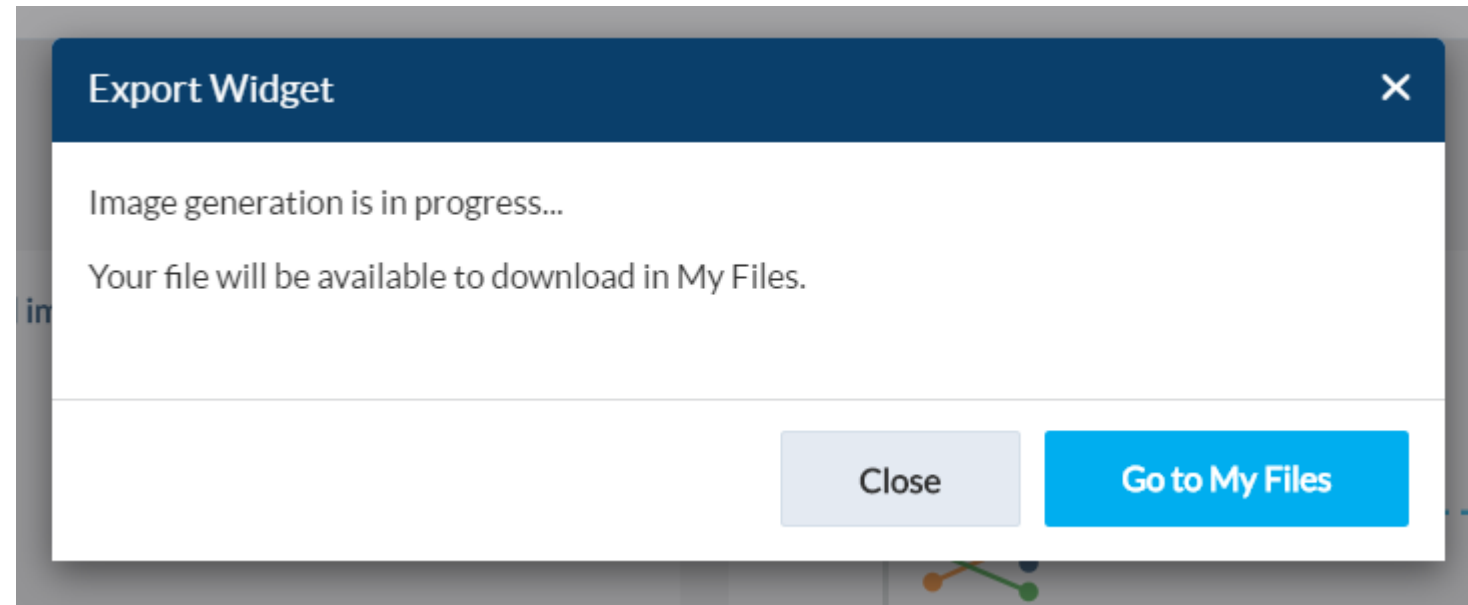 Export Widget
Image generation is in progress...
Your file will be available to download in My Files.
Close
Go to My Files